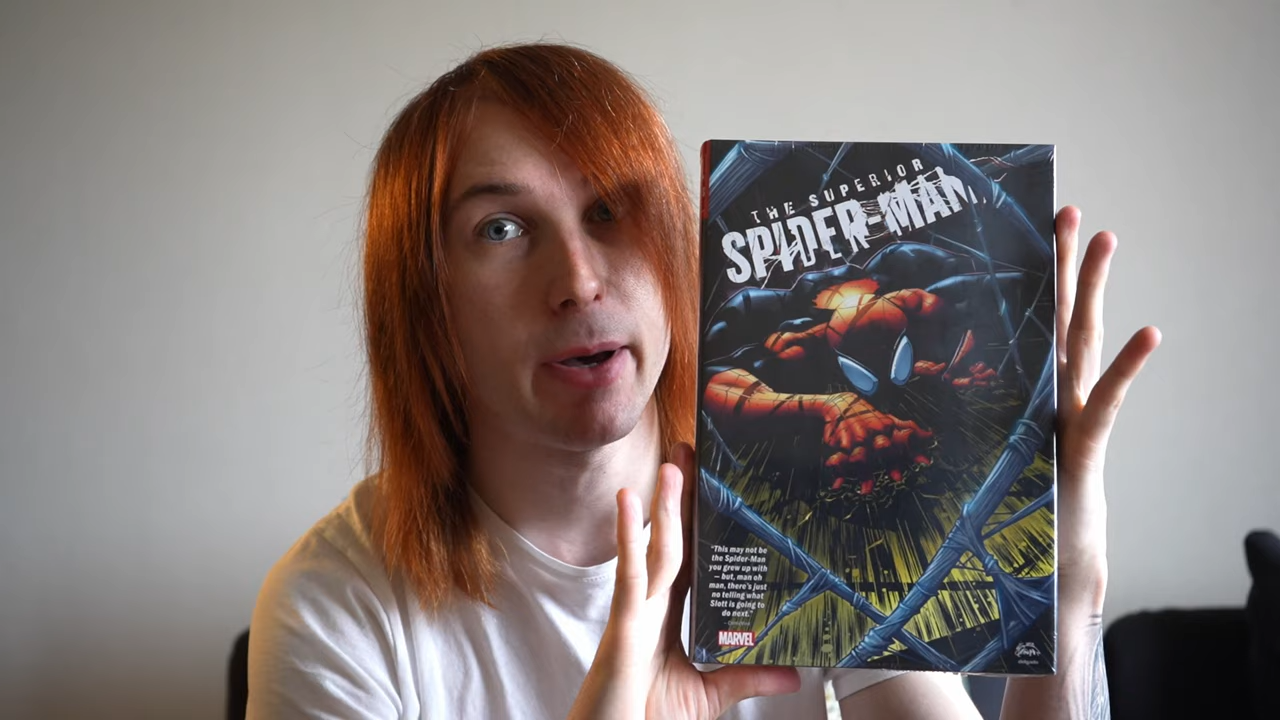 THE SUPERIOR
SPIDER-MAN
"This may not be
the Spider-Man
you grew up with
— but, man oh
man, there's just
no telling what
Slott is going to
do next."
MARVEL